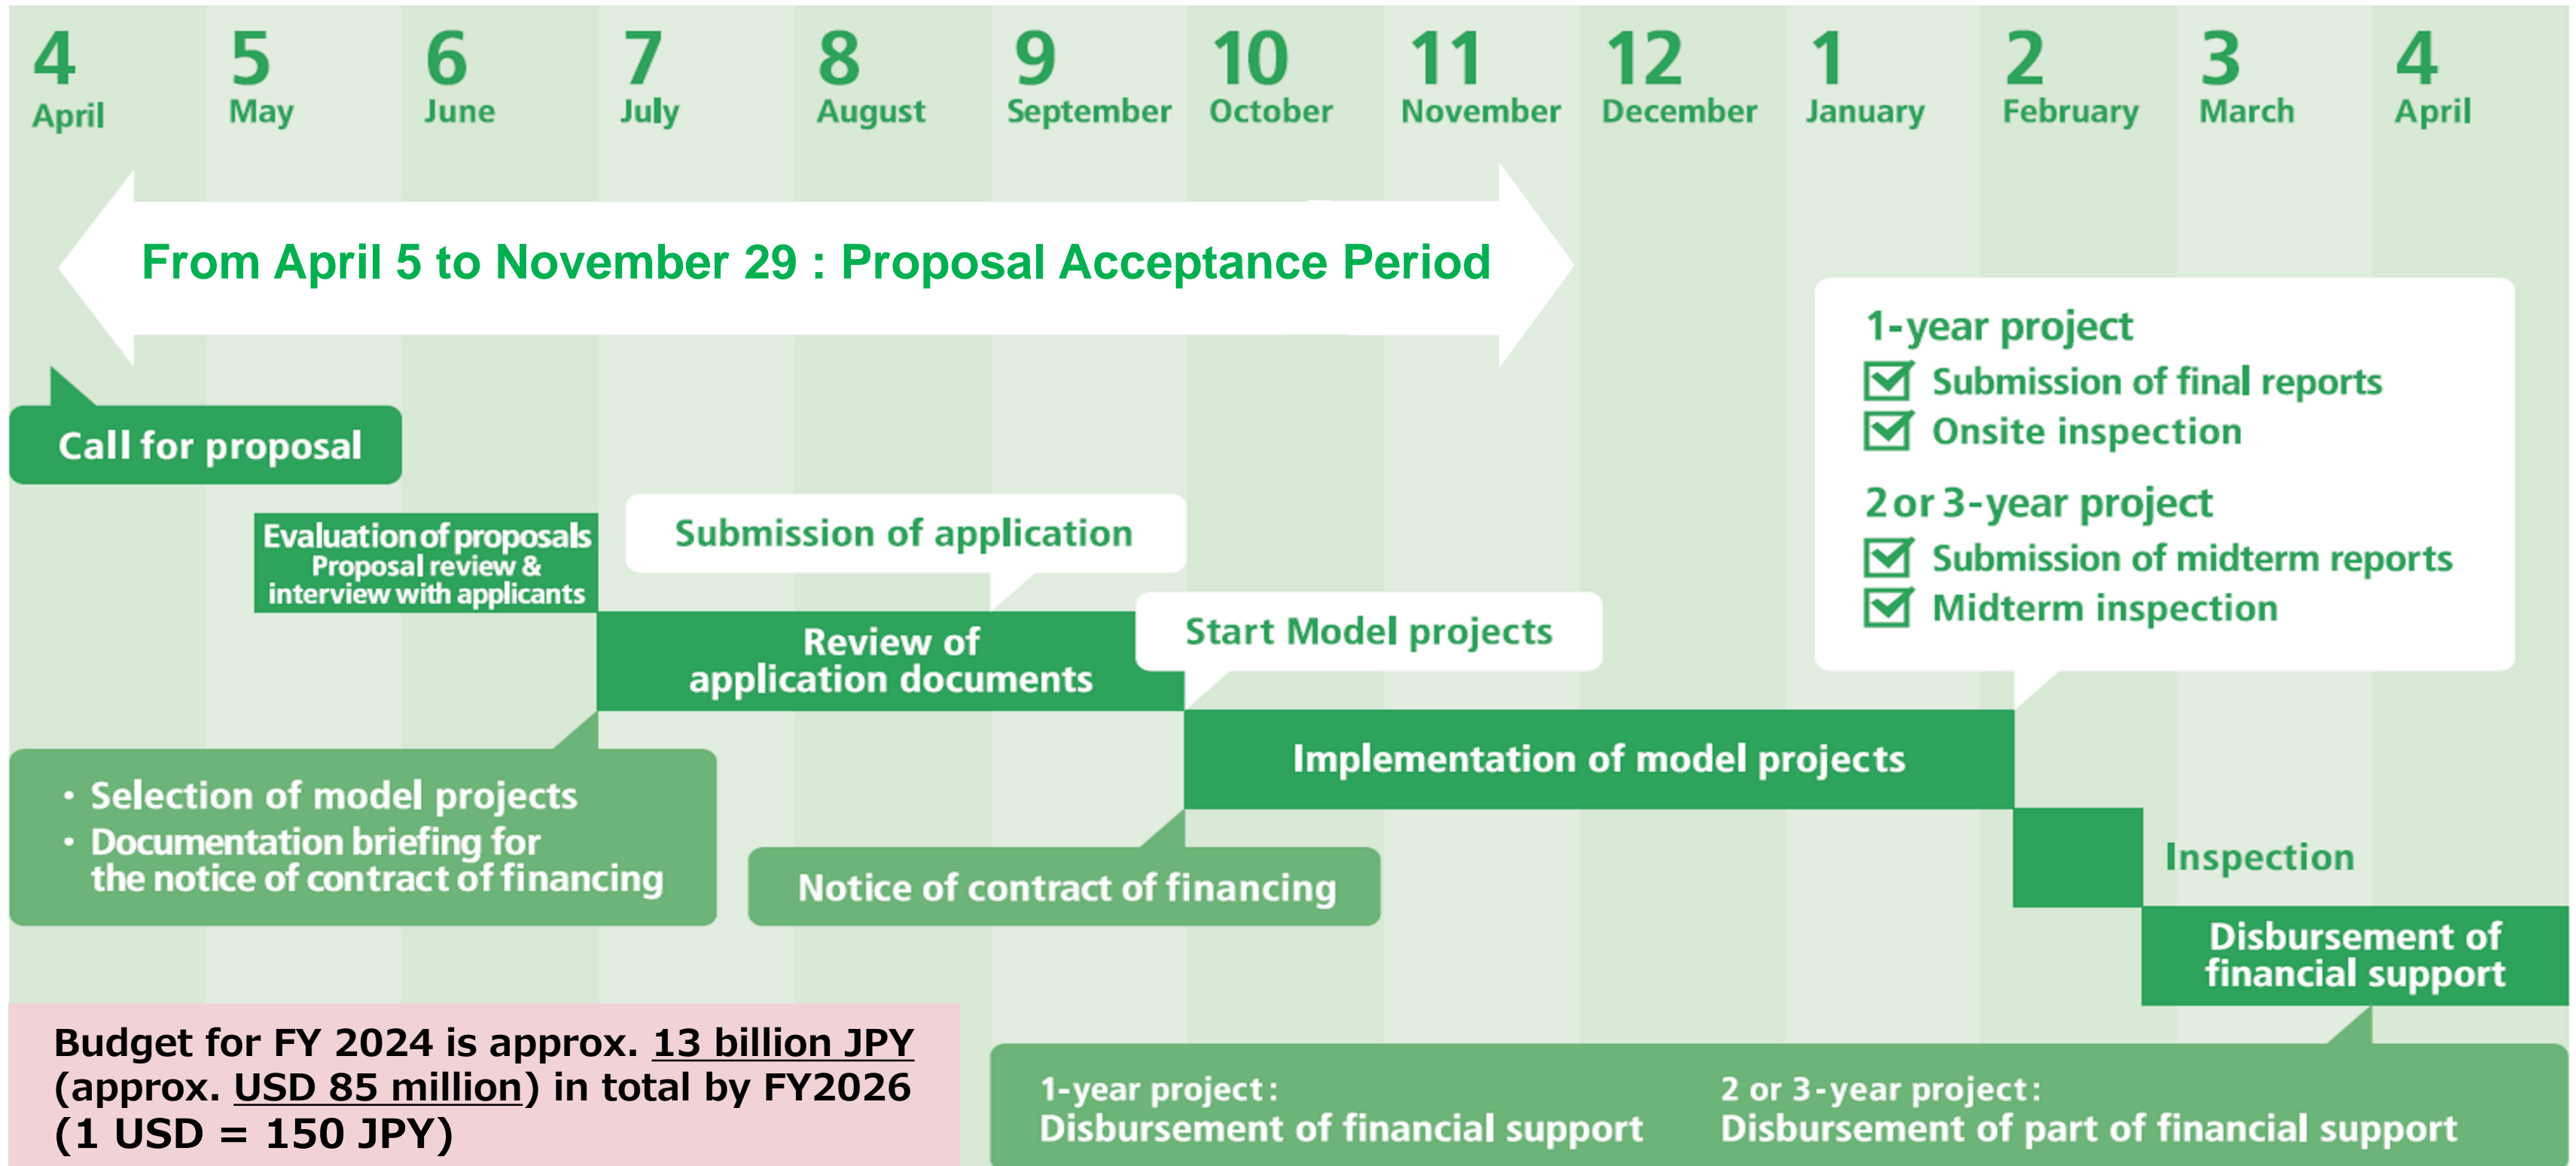 4
April
5
May
6
June
7
July
8
August
9
September
10
October
11
November
12
December
1
January
2
February
3
March
4
April
From April 5 to November 29 : Proposal Acceptance Period
Call for proposal
Evaluation of proposals
Proposal review &
interview with applicants
Submission of application
Review of
application documents
Start Model projects
1-year project
Submission of final reports
Onsite inspection
2 or 3-year project
Submission of midterm reports
Midterm inspection
・Selection of model projects
・Documentation briefing for
the notice of contract of financing
Implementation of model projects
Notice of contract of financing
Inspection
Disbursement of
financial support
Budget for FY 2024 is approx. 13 billion JPY
(approx. USD 85 million) in total by FY2026
(1 USD = 150 JPY)
1-year project:
Disbursement of financial support
2 or 3-year project:
Disbursement of part of financial support